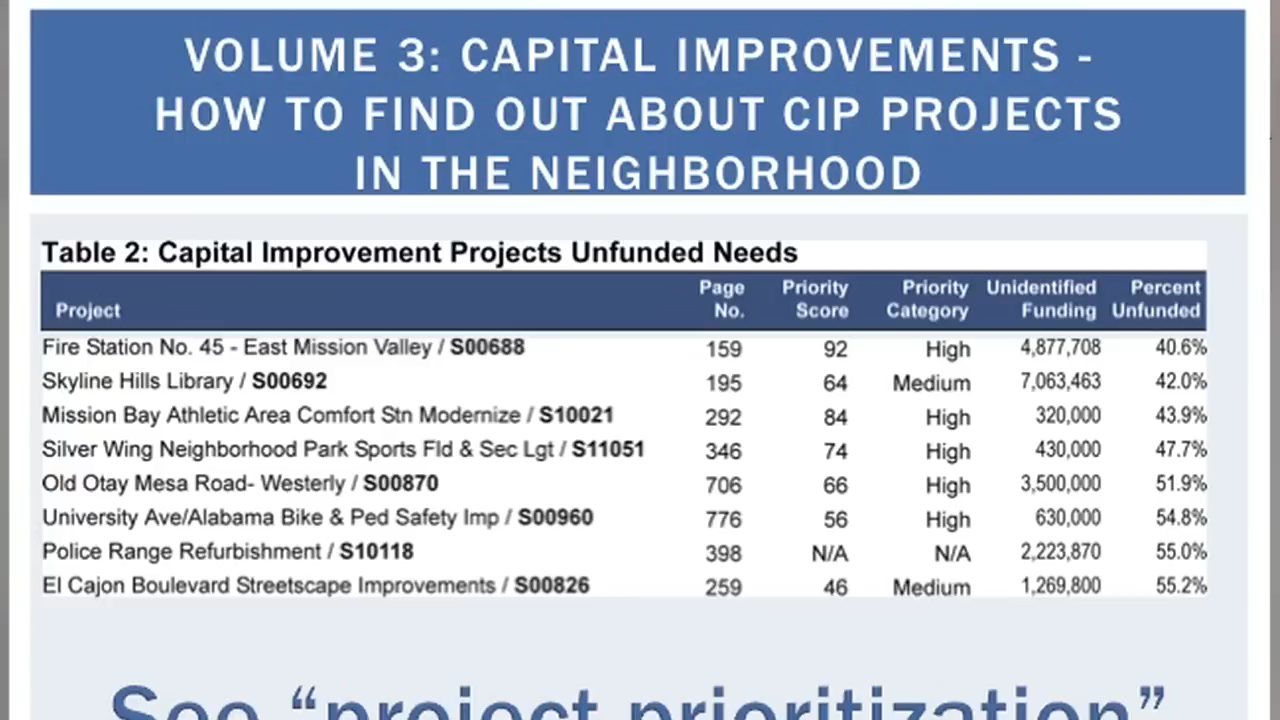 VOLUME 3: CAPITAL IMPROVEMENTS -
HOW TO FIND OUT ABOUT CIP PROJECTS
IN THE NEIGHBORHOOD
Table 2: Capital Improvement Projects Unfunded Needs
Project Page No. Priority Score Priority Category Unidentified Funding Percent Unfunded
Fire Station No. 45 - East Mission Valley / S00688 159 92 High 4,877,708 40.6%
Skyline Hills Library / S00692 195 64 Medium 7,063,463 42.0%
Mission Bay Athletic Area Comfort Stn Modernize / S10021 292 84 High 320,000 43.9%
Silver Wing Neighborhood Park Sports Fld & Sec Lgt / S11051 346 74 High 430,000 47.7%
Old Otay Mesa Road- Westerly / S00870 706 66 High 3,500,000 51.9%
University Ave/Alabama Bike & Ped Safety Imp / S00960 776 56 High 630,000 54.8%
Police Range Refurbishment / S10118 398 N/A N/A 2,223,870 55.0%
El Cajon Boulevard Streetscape Improvements / S00826 259 46 Medium 1,269,800 55.2%
See “project prioritization”